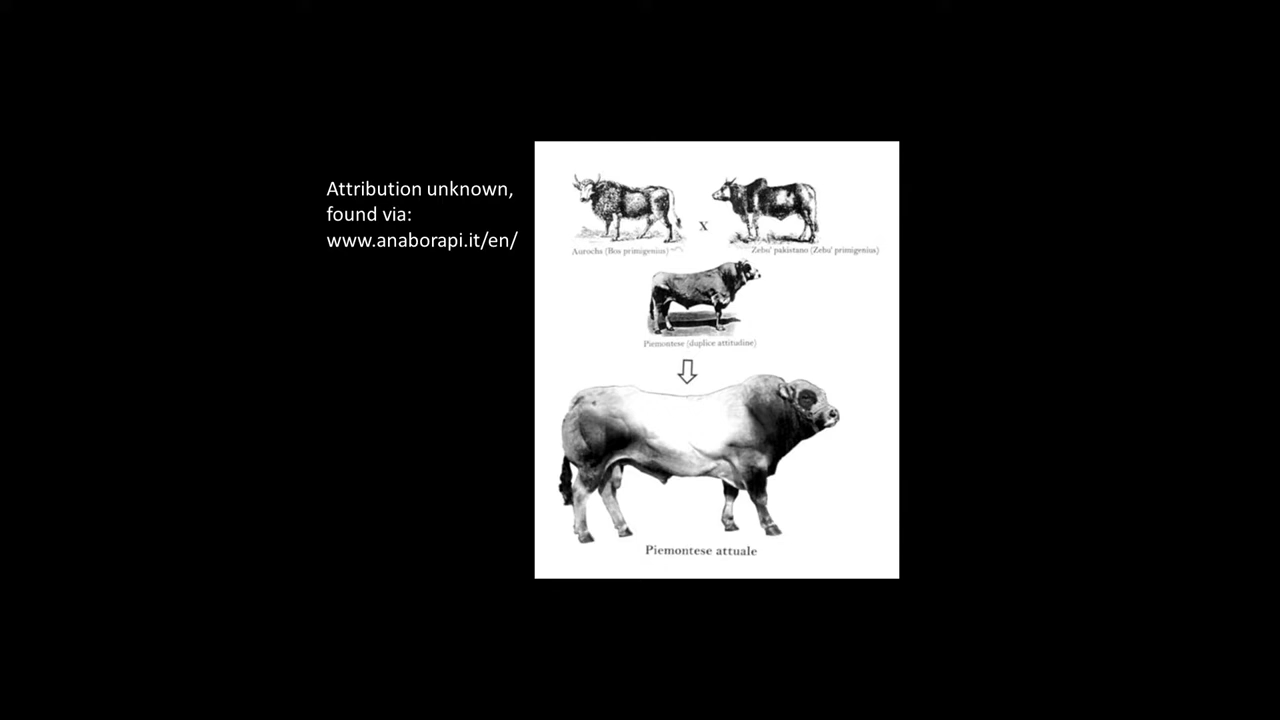 Attribution unknown,
found via:
www.anaborapi.it/en/
x
Aurochs (Bos primigenius)
Zebu' pakistano (Zebu' primigenius)
Piemontese (duplice attitudine)
Piemontese attuale